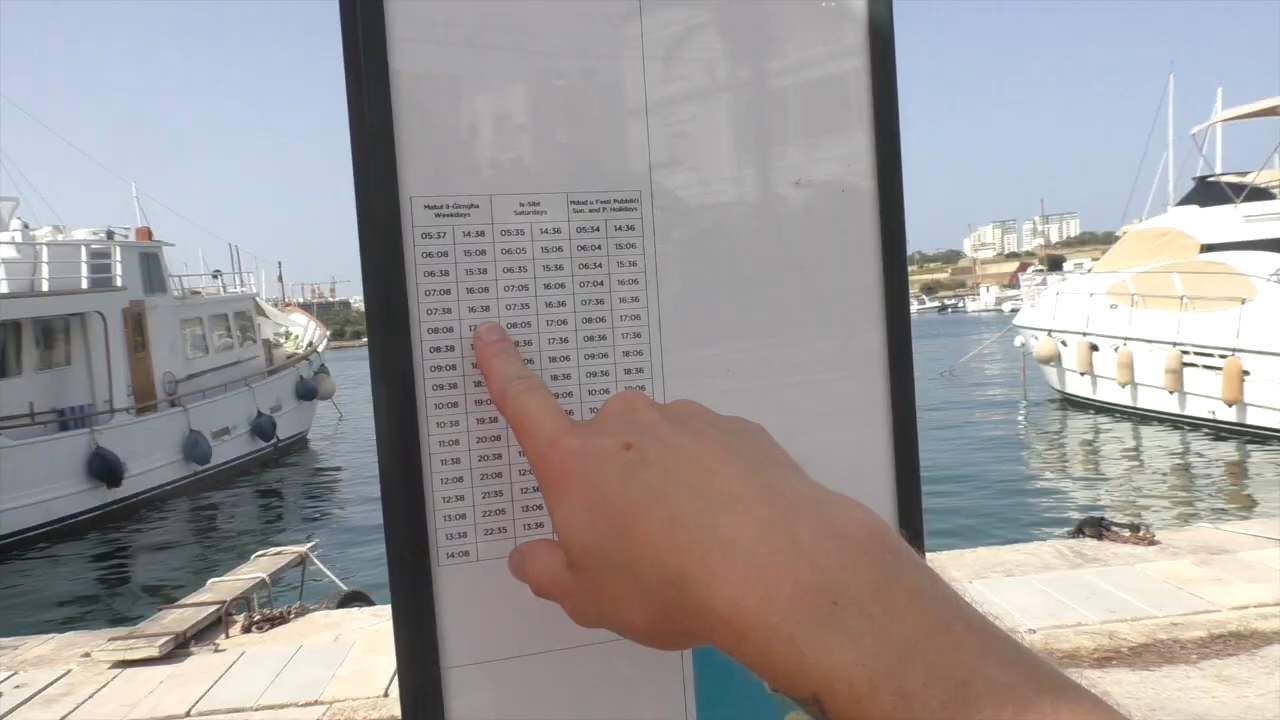 Matul il-Ġimgħa Is-Sibt Ħdud u Festi Pubbliċi
Weekdays Saturdays Sun. and P. Holidays
05:37 14:38 05:35 14:36 05:34 14:36
06:08 15:08 06:05 15:06 06:04 15:06
06:38 15:38 06:35 15:36 06:34 15:36
07:08 16:08 07:05 16:06 07:04 16:06
07:38 16:38 07:35 16:36 07:36 16:36
08:08 08:05 17:06 08:06 17:06
08:38 17:36 08:36 17:36
09:08 18:06 09:06 18:06
09:38 18:36 09:36 18:36
10:08 10:06
10:38 19:38
11:08 20:08
11:38 20:38
12:08 21:08
12:38 21:35 12:36
13:08 22:05 13:06
13:38 22:35 13:36
14:08